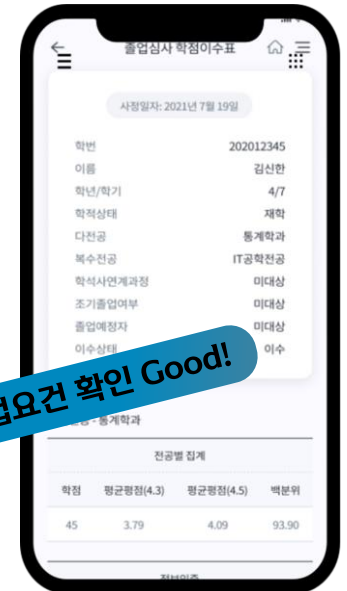 졸업심사 학점이수표
사정일자: 2021년 7월 19일
학번 202012345
이름 김신한
학년/학기 4/7
학적상태 재학
다전공 통계학과
복수전공 IT공학전공
학석사연계과정 미대상
조기졸업여부 미대상
졸업예정자 미대상
이수상태 이수
확인 Good!
- 통계학과
전공별 집계
학점 평균평점(4.3) 평균평점(4.5) 백분위
45 3.79 4.09 93.90